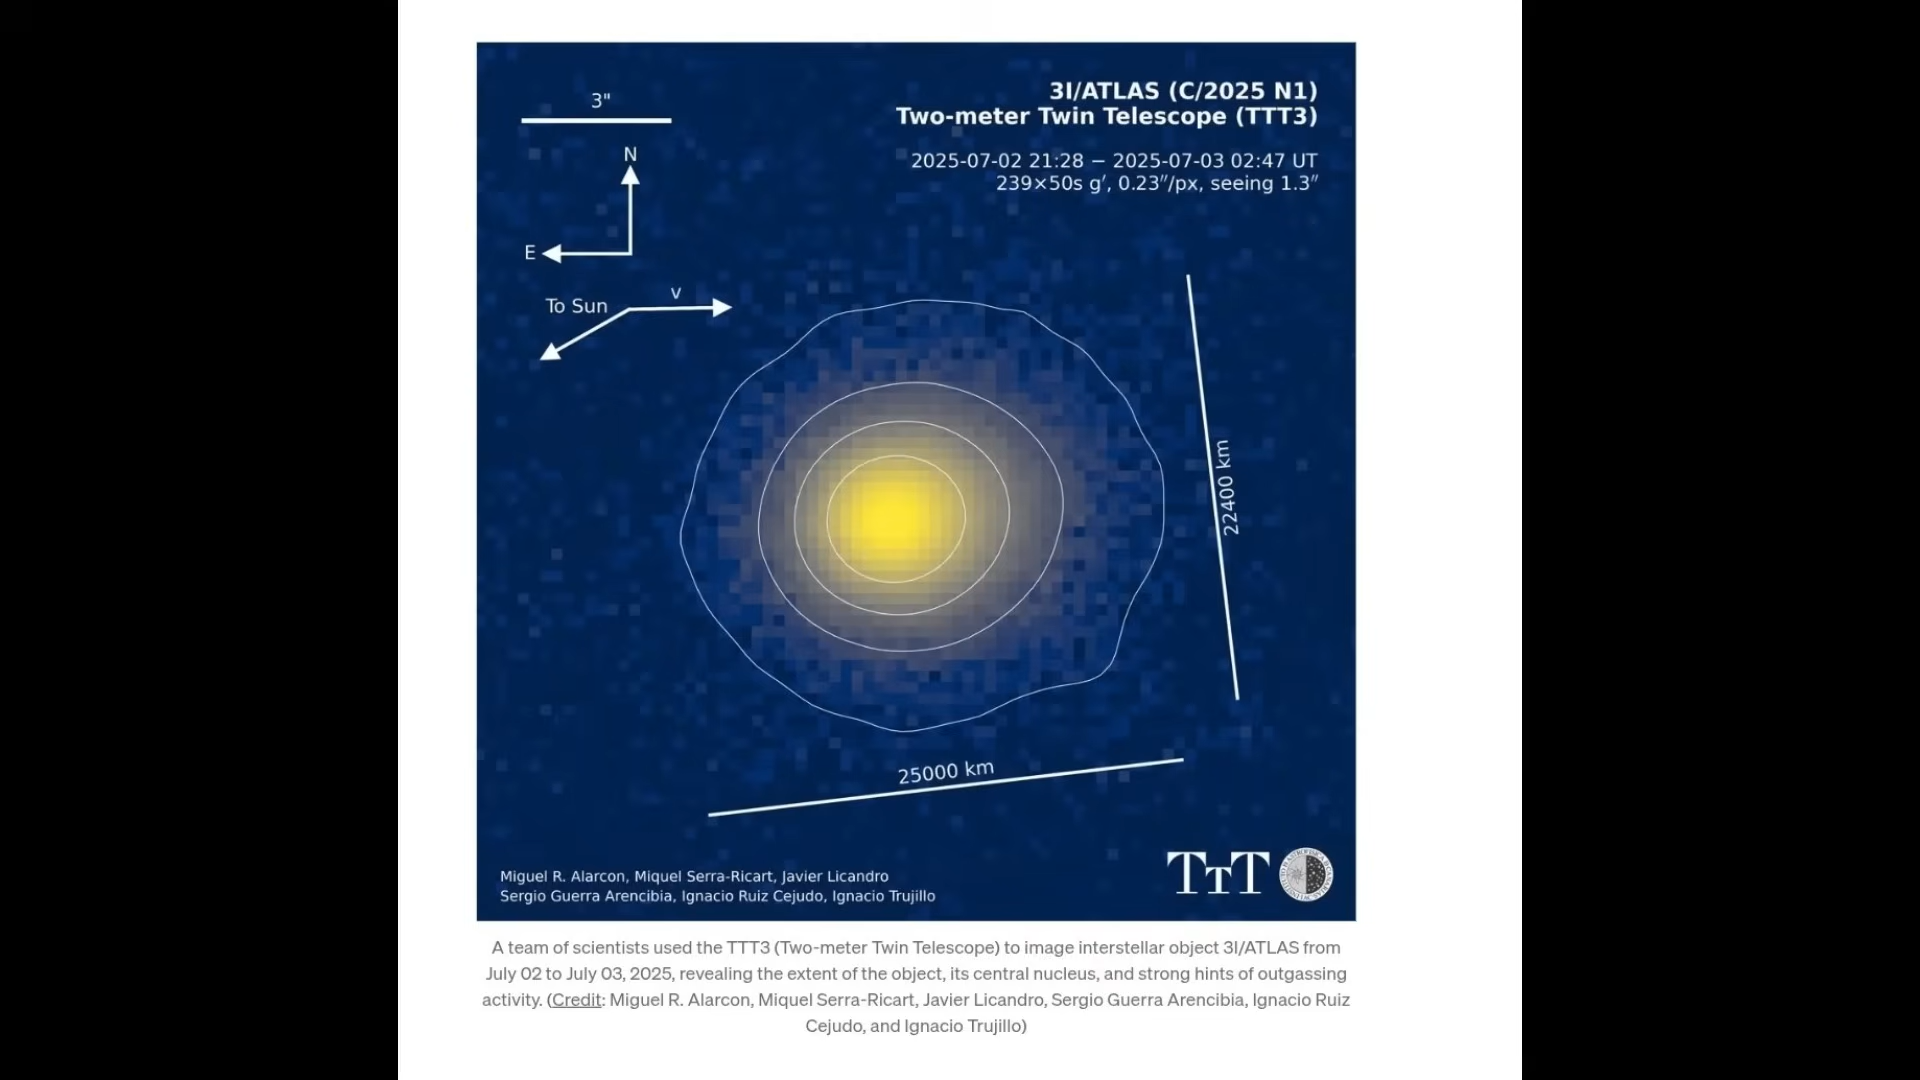 3"
3I/ATLAS (C/2025 N1)
Two-meter Twin Telescope (TTT3)
2025-07-02 21:28 − 2025-07-03 02:47 UT
239×50s g′, 0.23″/px, seeing 1.3″
N
E
To Sun
v
22400 km
25000 km
Miguel R. Alarcon, Miquel Serra-Ricart, Javier Licandro
Sergio Guerra Arencibia, Ignacio Ruiz Cejudo, Ignacio Trujillo
TTT
A team of scientists used the TTT3 (Two-meter Twin Telescope) to image interstellar object 3I/ATLAS from
July 02 to July 03, 2025, revealing the extent of the object, its central nucleus, and strong hints of outgassing
activity. (Credit: Miguel R. Alarcon, Miquel Serra-Ricart, Javier Licandro, Sergio Guerra Arencibia, Ignacio Ruiz
Cejudo, and Ignacio Trujillo)